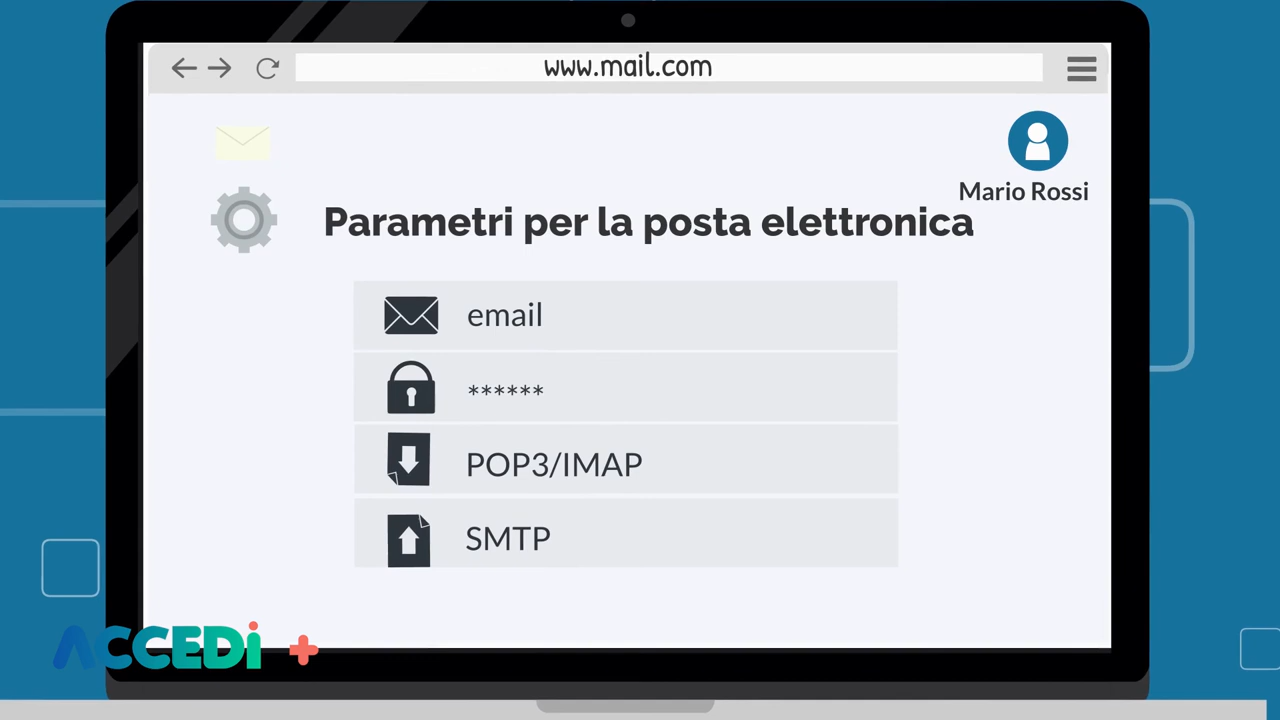 www.mail.com
Mario Rossi
Parametri per la posta elettronica
email
******
POP3/IMAP
SMTP
ACCEDi +